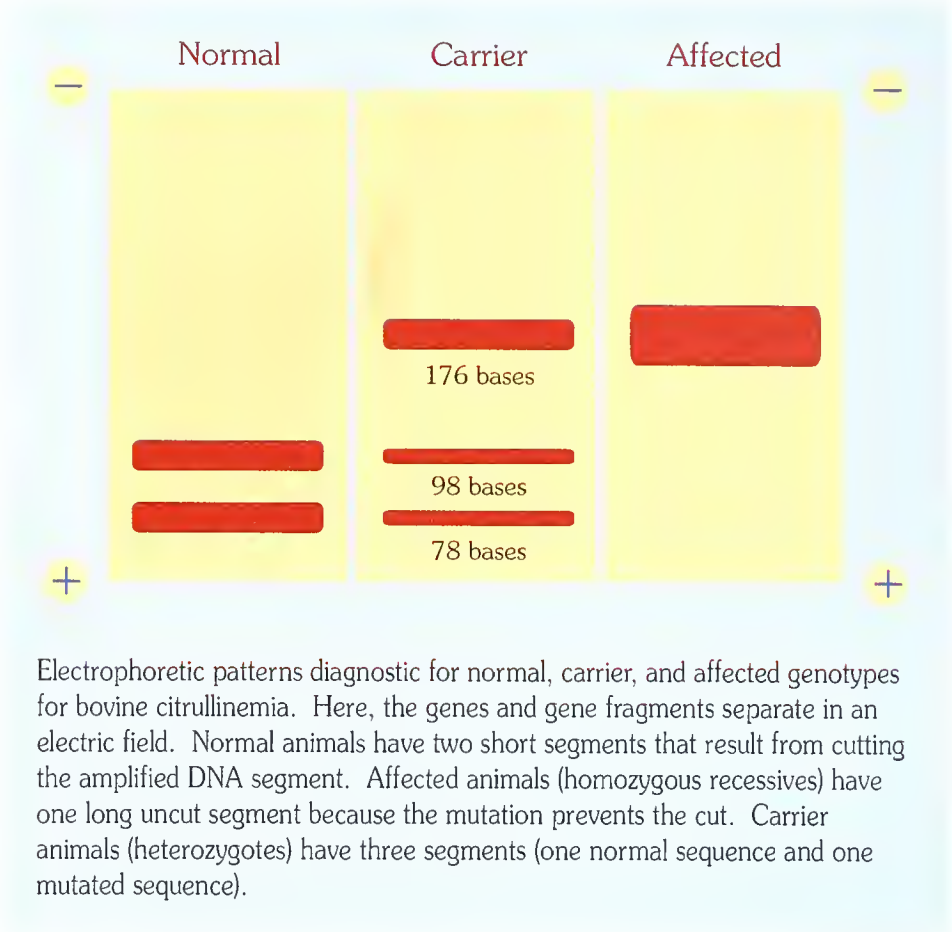 Normal Carrier Affected
− −
176 bases
98 bases
78 bases
+ +
Electrophoretic patterns diagnostic for normal, carrier, and affected genotypes
for bovine citrullinemia. Here, the genes and gene fragments separate in an
electric field. Normal animals have two short segments that result from cutting
the amplified DNA segment. Affected animals (homozygous recessives) have
one long uncut segment because the mutation prevents the cut. Carrier
animals (heterozygotes) have three segments (one normal sequence and one
mutated sequence).